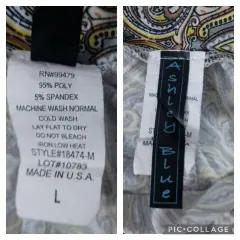 RN#99479
95% POLY
5% SPANDEX
MACHINE WASH NORMAL
COLD WASH
LAY FLAT TO DRY
DO NOT BLEACH
IRON LOW HEAT
STYLE#18474-M
LOT#10783
MADE IN U.S.A.
L
Ashley Blue
PIC•COLLAGE